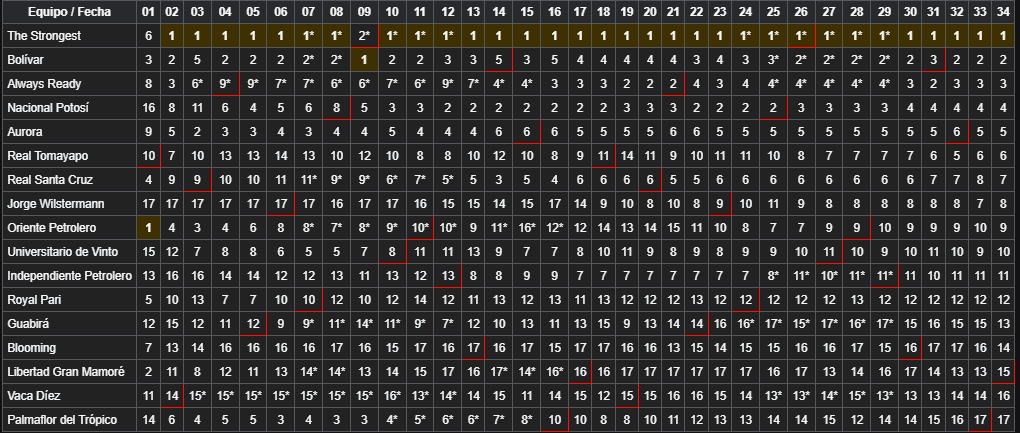 Equipo / Fecha 01 02 03 04 05 06 07 08 09 10 11 12 13 14 15 16 17 18 19 20 21 22 23 24 25 26 27 28 29 30 31 32 33 34
The Strongest 6 1 1 1 1 1 1* 1* 2* 1* 1* 1* 1 1 1 1 1 1 1 1 1 1 1 1* 1* 1* 1* 1* 1 1 1 1 1 1
Bolívar 3 2 5 2 2 2 2* 2* 1 2 2 3 3 5 3 5 4 4 4 4 4 3 4 3 3* 2* 2* 2* 2 2 3 2 2 2
Always Ready 8 3 6* 9* 9* 7* 7* 6* 6* 7* 6* 9* 7* 4* 4* 3 3 3 2 2 2 4 3 4 4* 4* 4* 4* 4* 3 2 3 3 3
Nacional Potosí 16 8 11 6 4 5 6 8 5 3 3 2 2 2 2 2 2 2 3 3 3 2 2 2 2 3 3 3 3 4 4 4 4 4
Aurora 9 5 2 3 3 4 3 4 4 5 4 4 4 6 6 6 5 5 5 5 6 6 5 5 5 5 5 5 5 5 5 6 5 5
Real Tomayapo 10 7 10 13 13 14 13 10 12 10 8 8 10 12 10 8 9 11 14 11 9 10 11 11 10 8 7 7 7 7 6 5 6 6
Real Santa Cruz 4 9 9 10 10 11 11* 9* 9* 6* 7* 5* 5 3 5 4 6 6 6 6 5 5 6 6 6 6 6 6 6 6 7 7 8 7
Jorge Wilstermann 17 17 17 17 17 17 17 16 17 17 16 15 15 16 14 15 17 14 9 10 8 10 8 9 10 11 9 8 8 8 8 8 7 8
Oriente Petrolero 1 4 3 4 6 8 8* 7* 8* 9* 10* 10* 9 11* 16* 12* 12 14 13 12 14 15 11 10 8 7 7 9 9 10 9 9 10 9
Universitario de Vinto 15 12 7 8 8 6 5 5 7 8 11 11 13 9 7 7 8 10 11 9 11 8 9 8 9 10 11 10 9 10 11 10 9 10
Independiente Petrolero 13 16 16 14 14 12 12 13 11 13 12 13 8 8 9 9 7 7 7 7 7 7 7 7 8* 11* 10* 11* 11* 11 10 11 11 11
Royal Pari 5 10 13 7 7 10 10 12 10 12 14 12 11 13 12 13 11 13 12 13 12 12 13 12 12 12 12 13 12 12 12 12 12 12
Guabirá 12 15 12 11 12 9 9* 11* 14* 11* 9* 7* 12 10 13 11 13 15 9 13 14 14 16 16* 17* 15* 17* 16* 17* 15 16 15 15 13
Blooming 7 13 14 16 16 16 16 17 16 15 13 17 14 17 17 17 15 17 16 16 13 15 14 15 15 16 15 15 16 16 17 17 16 14
Libertad Gran Mamoré 2 11 8 12 11 13 14* 14* 13 14 15 17 14 14 17* 14* 16* 17 16 17 17 17 17 17 16 17 13 14 16 17 13 14 13 15
Vaca Díez 11 14 15* 15* 15* 15* 15* 15* 15* 16* 13* 14* 14 15 11 14 15 12 15 15 16 16 15 14 13* 13* 14* 15* 13* 14 13 14 14 16
Palmaflor del Trópico 14 6 4 5 5 3 4 3 3 4* 5* 6* 6* 7* 8* 10 10 8 8 10 11 12 13 13 11 14 16 12 14 14 15 16 17 17